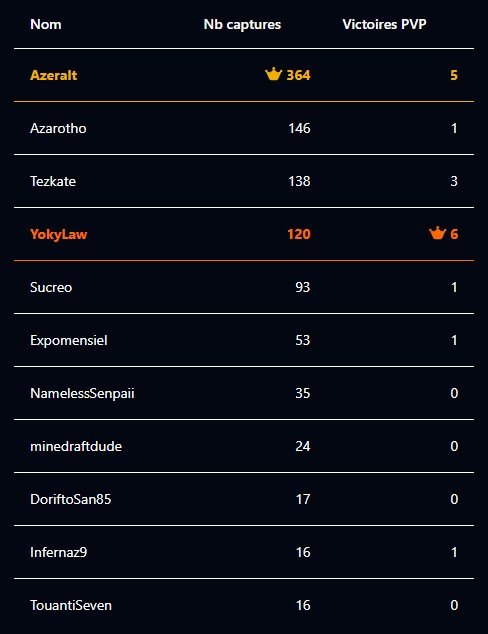 Nom Nb captures Victoires PVP
Azeralt 364 5
Azarotho 146 1
Tezkate 138 3
YokyLaw 120 6
Sucreo 93 1
Expomensiel 53 1
NamelessSenpaii 35 0
minedraftdude 24 0
DoriftoSan85 17 0
Infernaz9 16 1
TouantiSeven 16 0